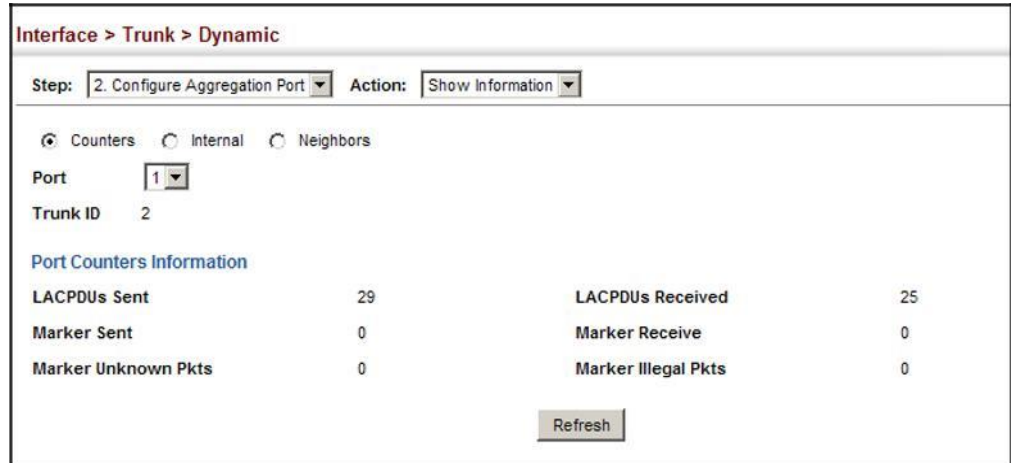 Interface > Trunk > Dynamic
Step: 2. Configure Aggregation Port Action: Show Information
Counters Internal Neighbors
Port 1
Trunk ID 2
Port Counters Information
LACPDUs Sent 29 LACPDUs Received 25
Marker Sent 0 Marker Receive 0
Marker Unknown Pkts 0 Marker Illegal Pkts 0
Refresh